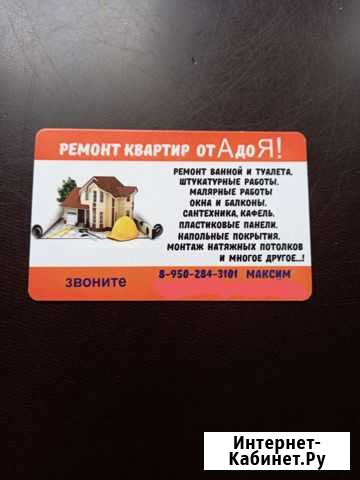 РЕМОНТ КВАРТИР ОТ А ДО Я!
РЕМОНТ ВАННОЙ И ТУАЛЕТА.
ШТУКАТУРНЫЕ РАБОТЫ.
МАЛЯРНЫЕ РАБОТЫ
ОКНА И БАЛКОНЫ.
САНТЕХНИКА, КАФЕЛЬ.
ПЛАСТИКОВЫЕ ПАНЕЛИ.
НАПОЛЬНЫЕ ПОКРЫТИЯ.
МОНТАЖ НАТЯЖНЫХ ПОТОЛКОВ
И МНОГОЕ ДРУГОЕ...!
звоните 8-950-284-3101 МАКСИМ
Интернет-
Кабинет.Ру